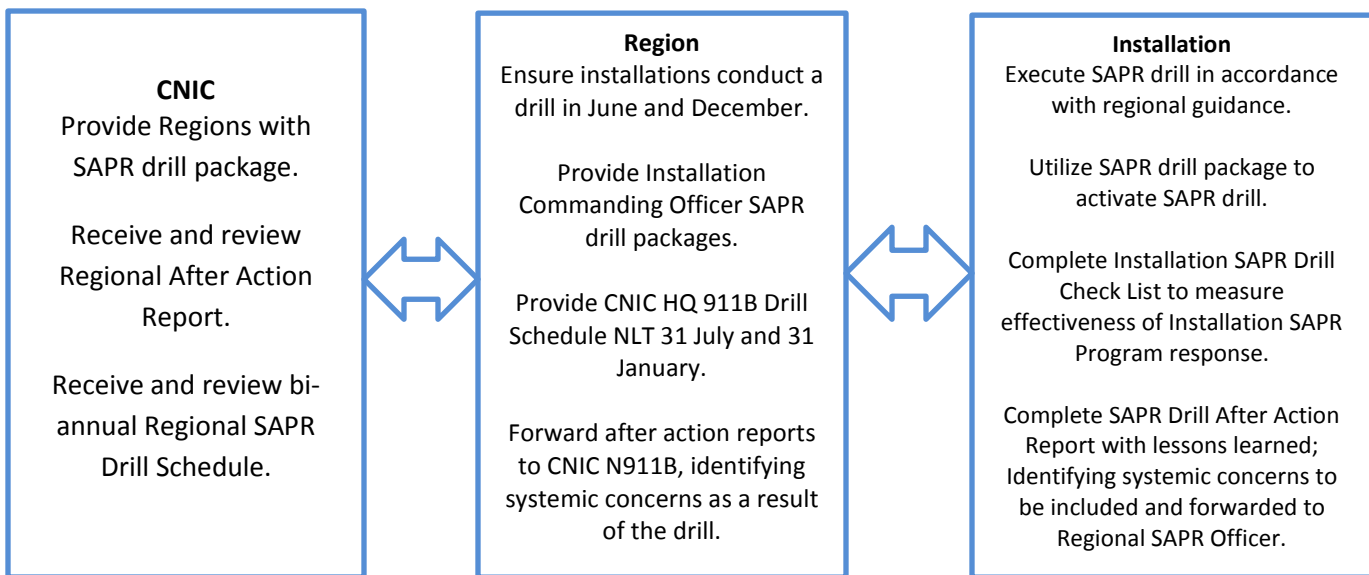 CNIC
Provide Regions with
SAPR drill package.
Receive and review
Regional After Action
Report.
Receive and review bi-
annual Regional SAPR
Drill Schedule.
Region
Ensure installations conduct a
drill in June and December.
Provide Installation
Commanding Officer SAPR
drill packages.
Provide CNIC HQ 911B Drill
Schedule NLT 31 July and 31
January.
Forward after action reports
to CNIC N911B, identifying
systemic concerns as a result
of the drill.
Installation
Execute SAPR drill in accordance
with regional guidance.
Utilize SAPR drill package to
activate SAPR drill.
Complete Installation SAPR Drill
Check List to measure
effectiveness of Installation SAPR
Program response.
Complete SAPR Drill After Action
Report with lessons learned;
Identifying systemic concerns to
be included and forwarded to
Regional SAPR Officer.